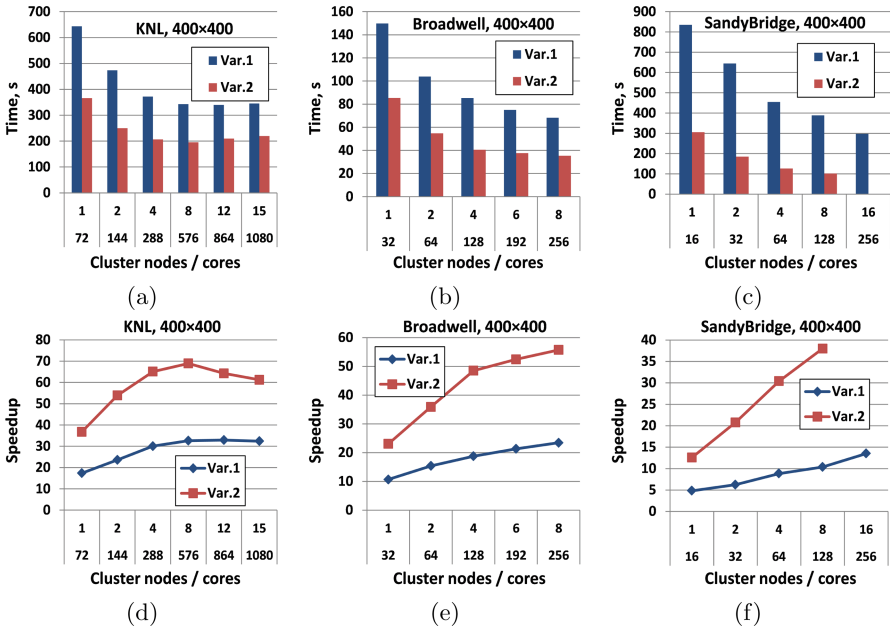 KNL, 400×400
Time, s
700
600
500
400
300
200
100
0
Var.1
Var.2
1 2 4 8 12 15
72 144 288 576 864 1080
Cluster nodes / cores
(a)
Broadwell, 400×400
Time, s
160
140
120
100
80
60
40
20
0
Var.1
Var.2
1 2 4 6 8
32 64 128 192 256
Cluster nodes / cores
(b)
SandyBridge, 400×400
Time, s
900
800
700
600
500
400
300
200
100
0
Var.1
Var.2
1 2 4 8 16
16 32 64 128 256
Cluster nodes / cores
(c)
KNL, 400×400
Speedup
80
70
60
50
40
30
20
10
0
Var.1
Var.2
1 2 4 8 12 15
72 144 288 576 864 1080
Cluster nodes / cores
(d)
Broadwell, 400×400
Speedup
60
50
40
30
20
10
0
Var.1
Var.2
1 2 4 6 8
32 64 128 192 256
Cluster nodes / cores
(e)
SandyBridge, 400×400
Speedup
40
35
30
25
20
15
10
5
0
Var.1
Var.2
1 2 4 8 16
16 32 64 128 256
Cluster nodes / cores
(f)